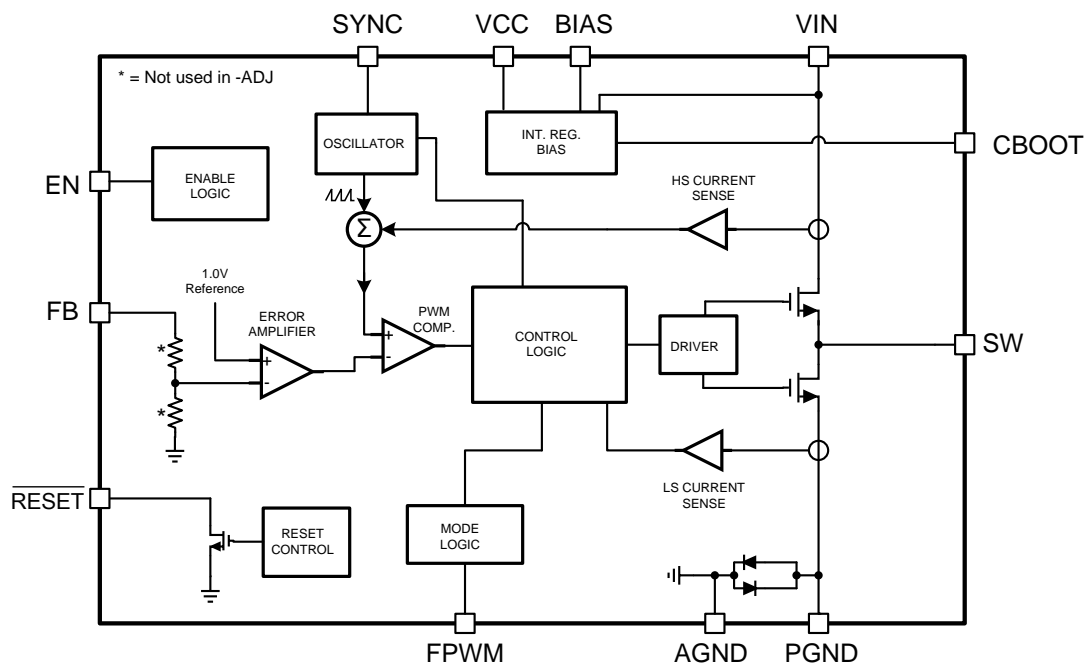 SYNC VCC BIAS VIN
* = Not used in -ADJ
OSCILLATOR
INT. REG.
BIAS
CBOOT
EN
ENABLE
LOGIC
HS CURRENT
SENSE
Σ
1.0V
Reference
FB
ERROR
AMPLIFIER
PWM
COMP.
+
-
+
-
*
*
CONTROL
LOGIC
DRIVER
SW
LS CURRENT
SENSE
RESET
RESET
CONTROL
MODE
LOGIC
FPWM AGND PGND